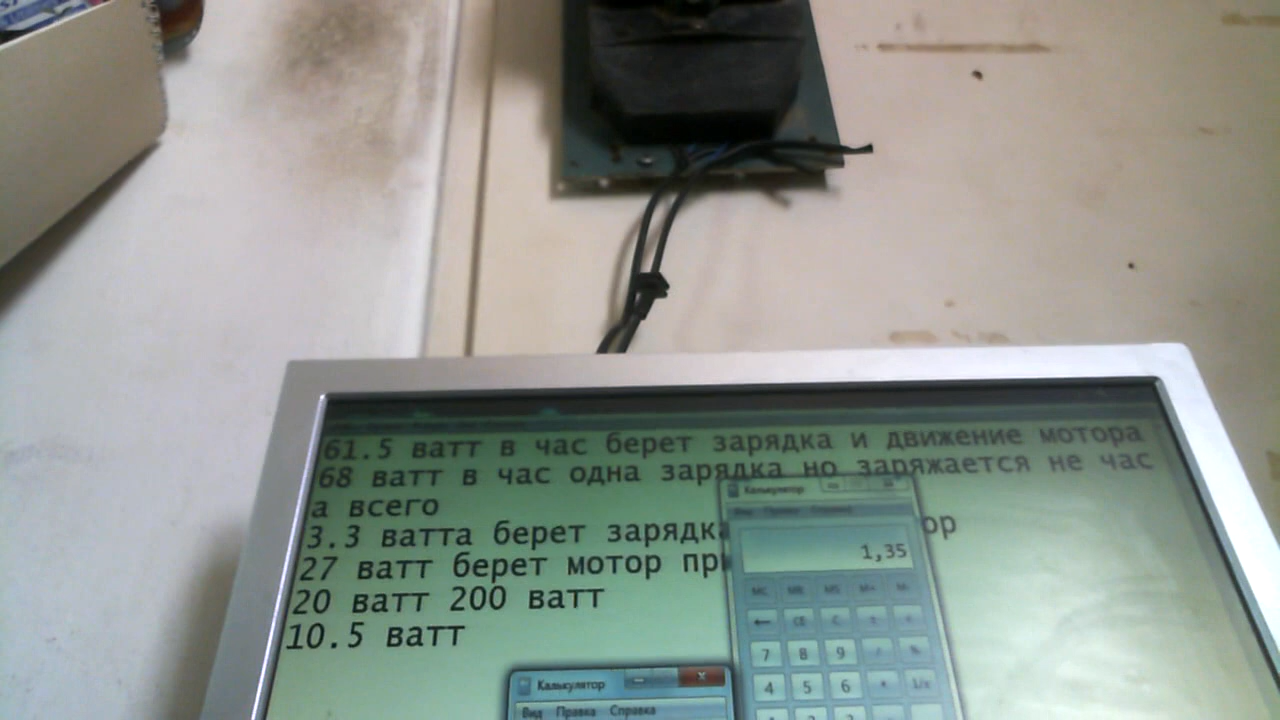 61.5 ватт в час берет зарядка и движение мотора
68 ватт в час одна зарядка но заряжается не час
а всего
3.3 ватта берет зарядка
27 ватт берет мотор
20 ватт 200 ватт
10.5 ватт
Калькулятор
1,35
MC MR MS M+ M-
← CE C ±
7 8 9 / %
4 5 6 * 1/x
Калькулятор
Вид Правка Справка